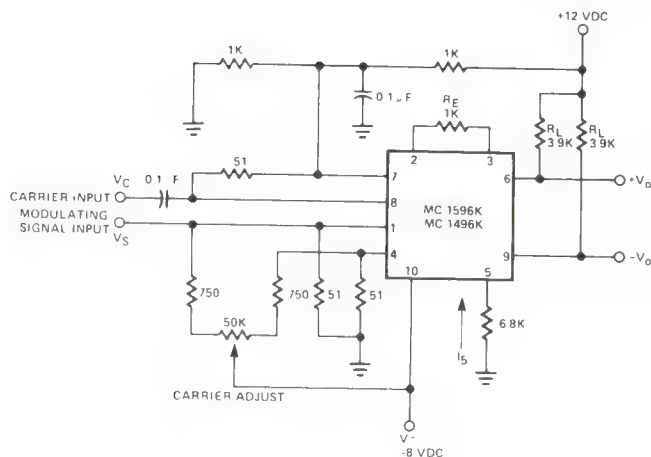 +12 VDC
1K
1K
0 1 µF
RE
1K
RL
3 9K
RL
3 9K
2
3
VC
0 1 F
51
7
6
+Vo
CARRIER INPUT
8
MC 1596K
MC 1496K
MODULATING
SIGNAL INPUT
VS
1
4
10
5
9
−Vo
750
750
51
51
50K
I5
6 8K
CARRIER ADJUST
V-
-8 VDC